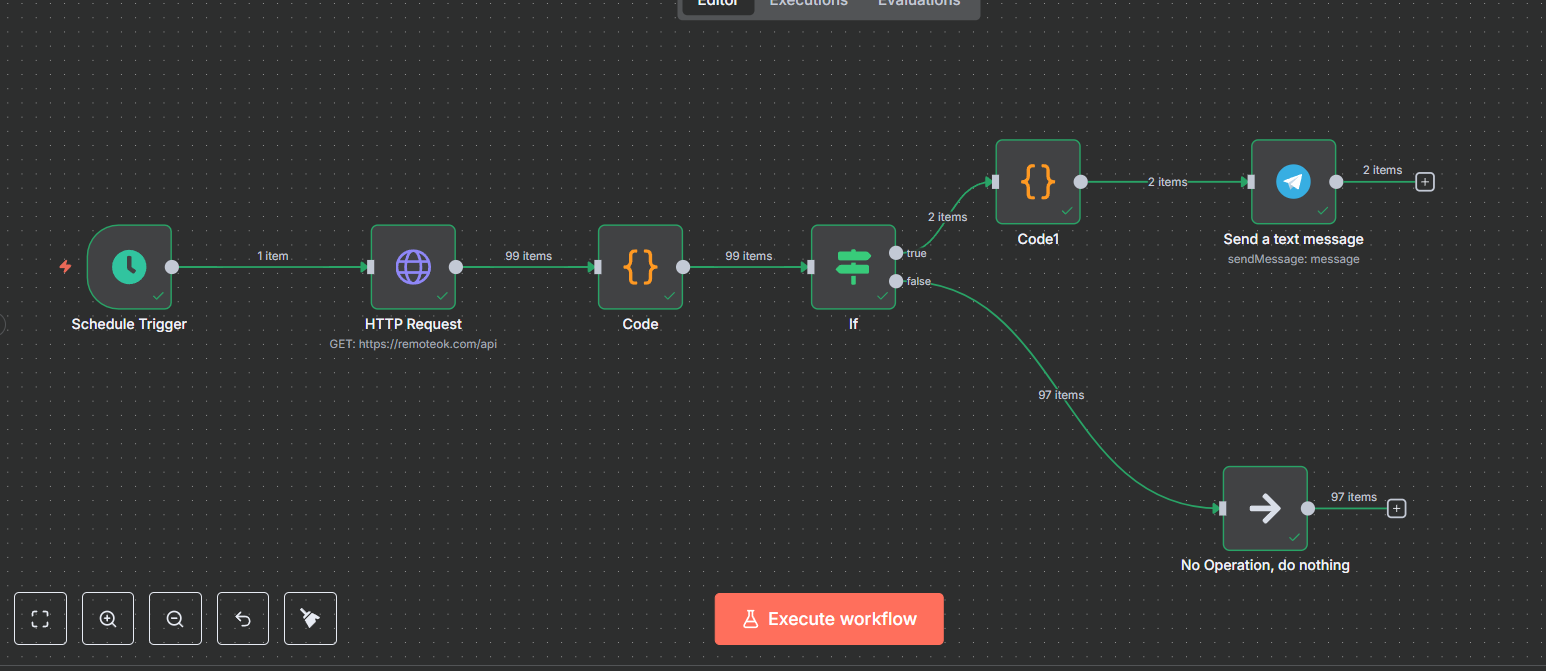 Editor Executions Evaluations
1 item
99 items
99 items
2 items
true
false
2 items
2 items
97 items
97 items
Schedule Trigger
HTTP Request
GET: https://remoteok.com/api
Code
If
Code1
Send a text message
sendMessage: message
No Operation, do nothing
Execute workflow